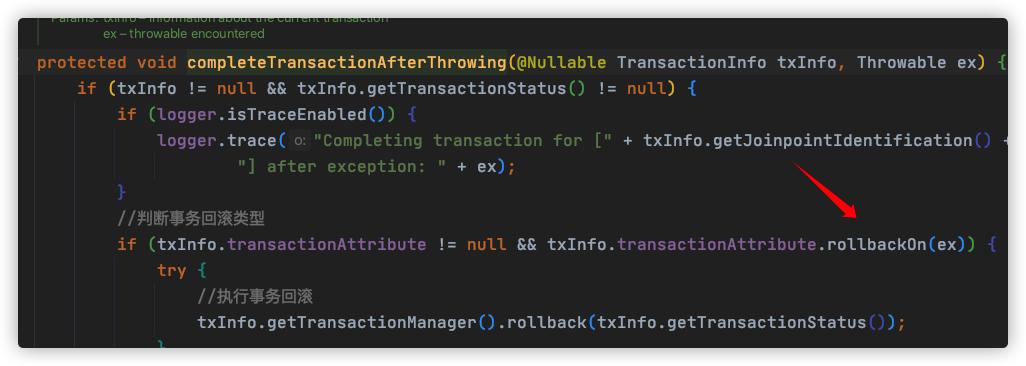 Params: txInfo – information about the current transaction
ex – throwable encountered
protected void completeTransactionAfterThrowing(@Nullable TransactionInfo txInfo, Throwable ex) {
if (txInfo != null && txInfo.getTransactionStatus() != null) {
if (logger.isTraceEnabled()) {
logger.trace( o: "Completing transaction for [" + txInfo.getJoinpointIdentification() +
"] after exception: " + ex);
}
//判断事务回滚类型
if (txInfo.transactionAttribute != null && txInfo.transactionAttribute.rollbackOn(ex)) {
try {
//执行事务回滚
txInfo.getTransactionManager().rollback(txInfo.getTransactionStatus());
}